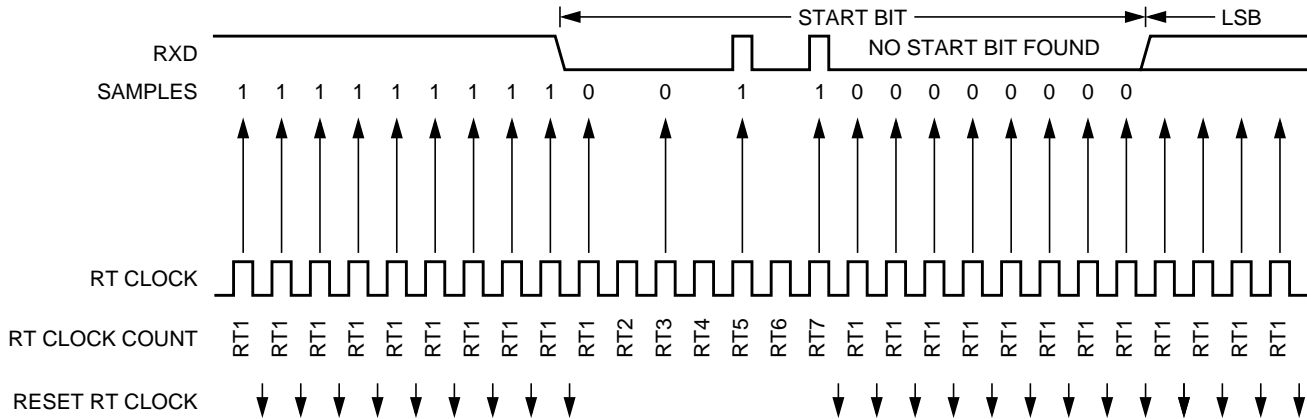 START BIT LSB
RXD NO START BIT FOUND
SAMPLES 1 1 1 1 1 1 1 1 1 0 0 1 1 0 0 0 0 0 0 0 0
RT CLOCK
RT CLOCK COUNT RT1 RT1 RT1 RT1 RT1 RT1 RT1 RT1 RT1 RT1 RT2 RT3 RT4 RT5 RT6 RT7 RT1 RT1 RT1 RT1 RT1 RT1 RT1 RT1 RT1 RT1 RT1 RT1
RESET RT CLOCK